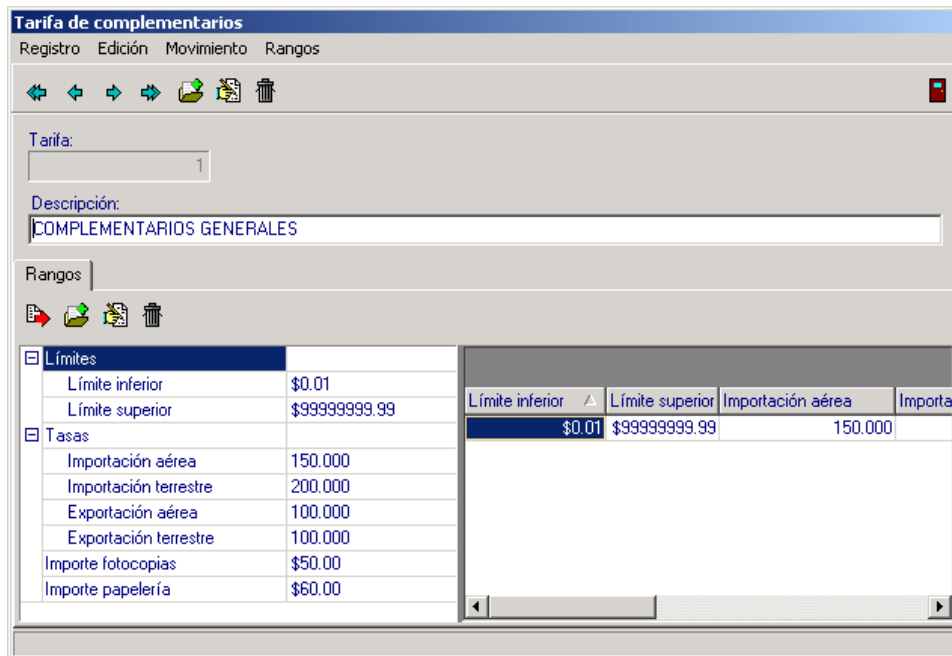 Tarifa de complementarios
Registro Edición Movimiento Rangos
Tarifa:
1
Descripción:
COMPLEMENTARIOS GENERALES
Rangos
Límites
Límite inferior $0.01
Límite superior $99999999.99
Tasas
Importación aérea 150.000
Importación terrestre 200.000
Exportación aérea 100.000
Exportación terrestre 100.000
Importe fotocopias $50.00
Importe papelería $60.00
Límite inferior Límite superior Importación aérea Importa
$0.01 $99999999.99 150.000